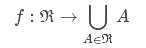 f : ℜ → ⋃_{A∈ℜ} A